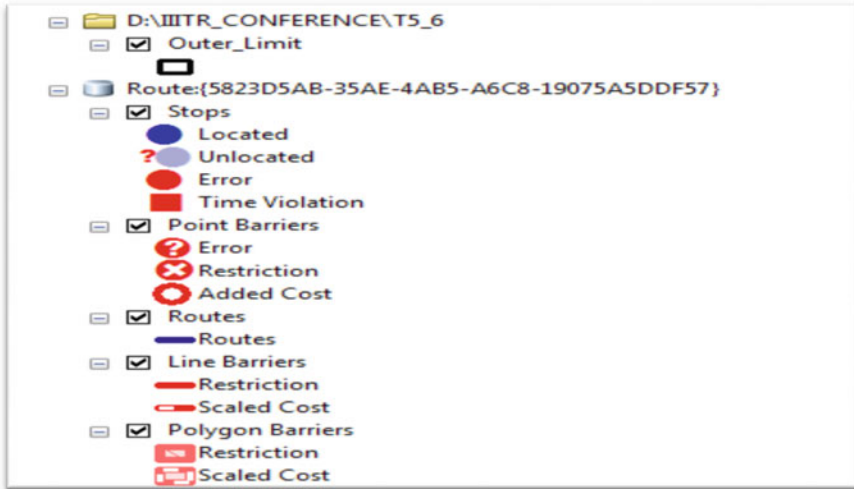 D:\IIITR_CONFERENCE\T5_6
Outer_Limit
Route:{5823D5AB-35AE-4AB5-A6C8-19075A5DDF57}
Stops
Located
? Unlocated
Error
Time Violation
Point Barriers
? Error
Restriction
Added Cost
Routes
Routes
Line Barriers
Restriction
Scaled Cost
Polygon Barriers
Restriction
Scaled Cost